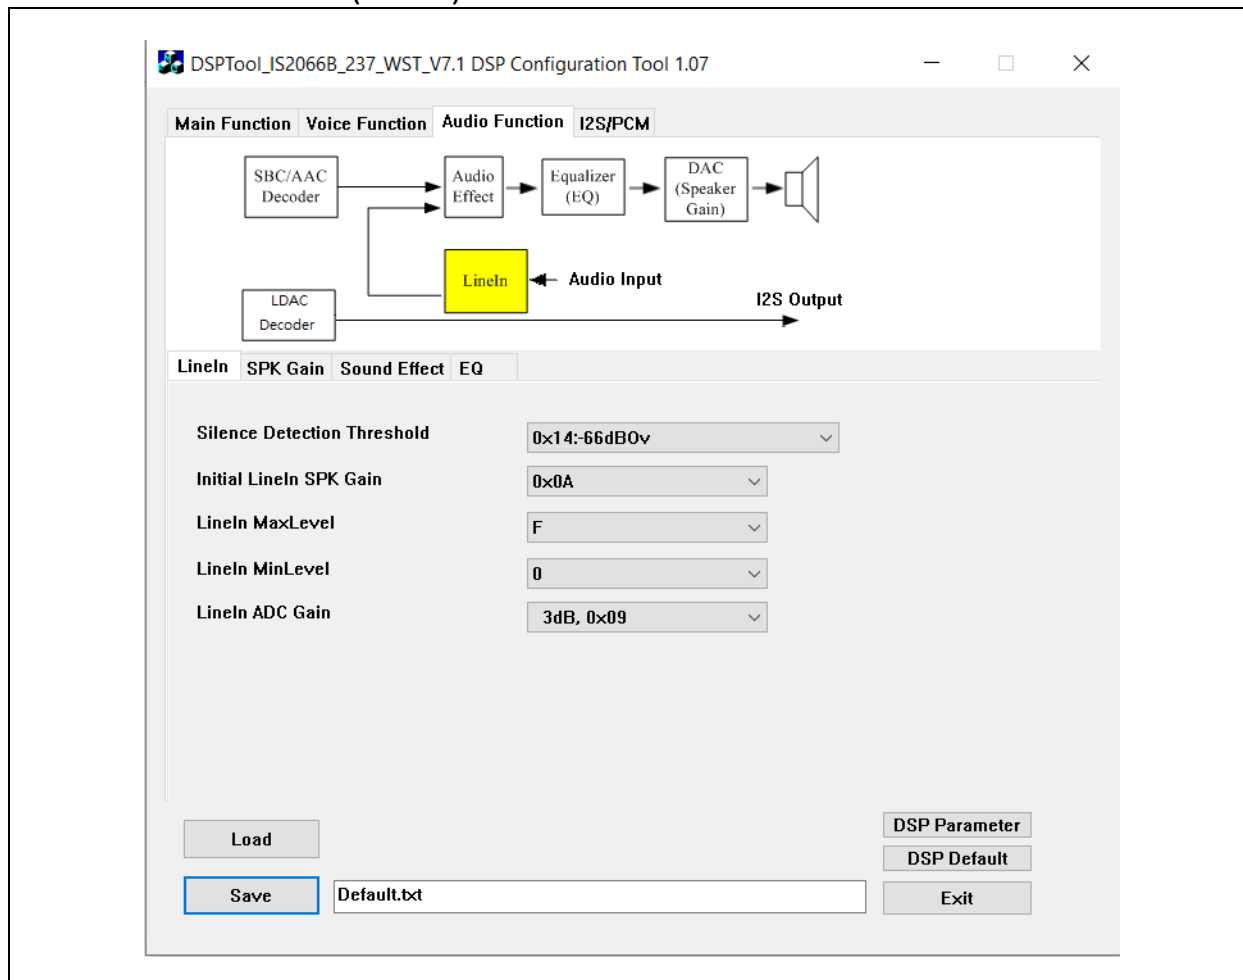 DSPTool_IS2066B_237_WST_V7.1 DSP Configuration Tool 1.07
Main Function Voice Function Audio Function I2S/PCM
SBC/AAC
Decoder
Audio
Effect
Equalizer
(EQ)
DAC
(Speaker
Gain)
LineIn
Audio Input
LDAC
Decoder
I2S Output
LineIn SPK Gain Sound Effect EQ
Silence Detection Threshold 0x14:-66dBOv
Initial LineIn SPK Gain 0x0A
LineIn MaxLevel F
LineIn MinLevel 0
LineIn ADC Gain 3dB, 0x09
Load
DSP Parameter
DSP Default
Save Default.txt Exit